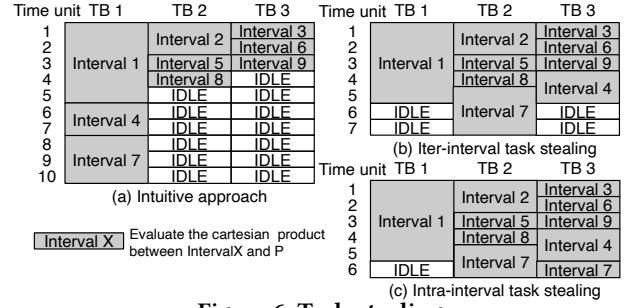 Time unit TB 1 TB 2 TB 3
1 Interval 1 Interval 2 Interval 3
2 Interval 6
3 Interval 5 Interval 9
4 Interval 8 IDLE
5 IDLE IDLE
6 Interval 4 IDLE IDLE
7 IDLE IDLE
8 Interval 7 IDLE IDLE
9 IDLE IDLE
10 IDLE IDLE
(a) Intuitive approach
Interval X Evaluate the cartesian product
between IntervalX and P
Time unit TB 1 TB 2 TB 3
1 Interval 1 Interval 2 Interval 3
2 Interval 6
3 Interval 5 Interval 9
4 Interval 8 Interval 4
5 Interval 7
6 IDLE IDLE
7 IDLE IDLE
(b) Iter-interval task stealing
Time unit TB 1 TB 2 TB 3
1 Interval 1 Interval 2 Interval 3
2 Interval 6
3 Interval 5 Interval 9
4 Interval 8 Interval 4
5 Interval 7
6 IDLE Interval 7
(c) Intra-interval task stealing